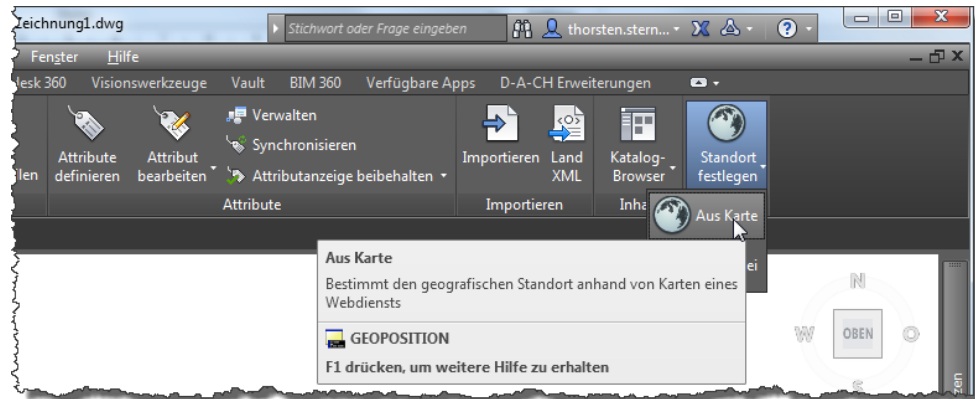 Zeichnung1.dwg
Stichwort oder Frage eingeben
thorsten.stern...
Fenster Hilfe
desk 360 Visionswerkzeuge Vault BIM 360 Verfügbare Apps D-A-CH Erweiterungen
Verwalten
Synchronisieren
Attributanzeige beibehalten
Attribute
definieren
Attribut
bearbeiten
Importieren
Land
XML
Katalog-
Browser
Standort
festlegen
len
Attribute
Importieren
Inha
Aus Karte
ei
Aus Karte
Bestimmt den geografischen Standort anhand von Karten eines
Webdiensts
GEOPOSITION
F1 drücken, um weitere Hilfe zu erhalten
N
W
OBEN
O
S
zen